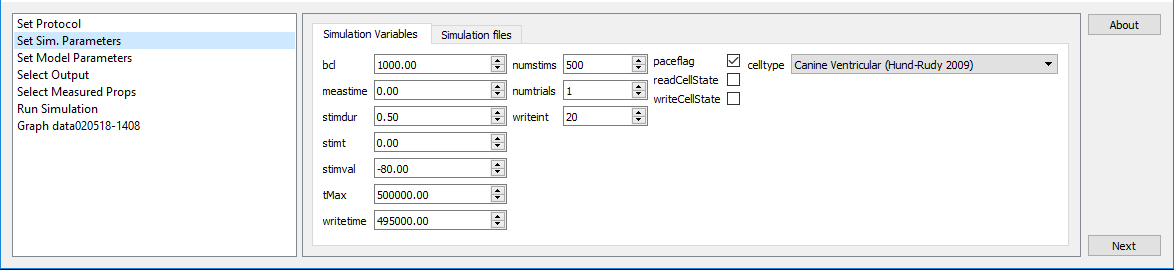 Set Protocol
Set Sim. Parameters
Set Model Parameters
Select Output
Select Measured Props
Run Simulation
Graph data020518-1408
Simulation Variables Simulation files
bcl 1000.00 numstims 500 paceflag celltype Canine Ventricular (Hund-Rudy 2009)
readCellState
meastime 0.00 numtrials 1 writeCellState
stimdur 0.50 writeint 20
stimt 0.00
stimval -80.00
tMax 500000.00
writetime 495000.00
About
Next